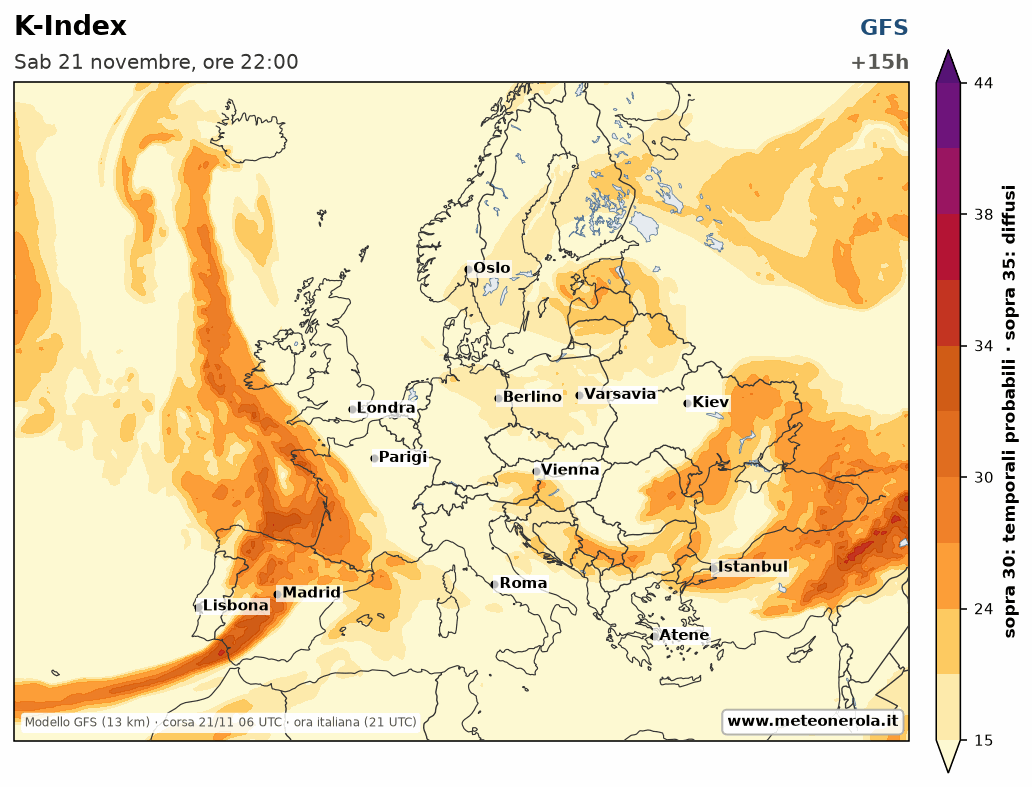 K-Index
GFS
Sab 21 novembre, ore 22:00
+15h
44
38
34
30
24
15
sopra 30: temporali probabili · sopra 35: diffusi
Oslo
Berlino
Varsavia
Kiev
Londra
Parigi
Vienna
Istanbul
Roma
Madrid
Lisbona
Atene
Modello GFS (13 km) · corsa 21/11 06 UTC · ora italiana (21 UTC)
www.meteonerola.it